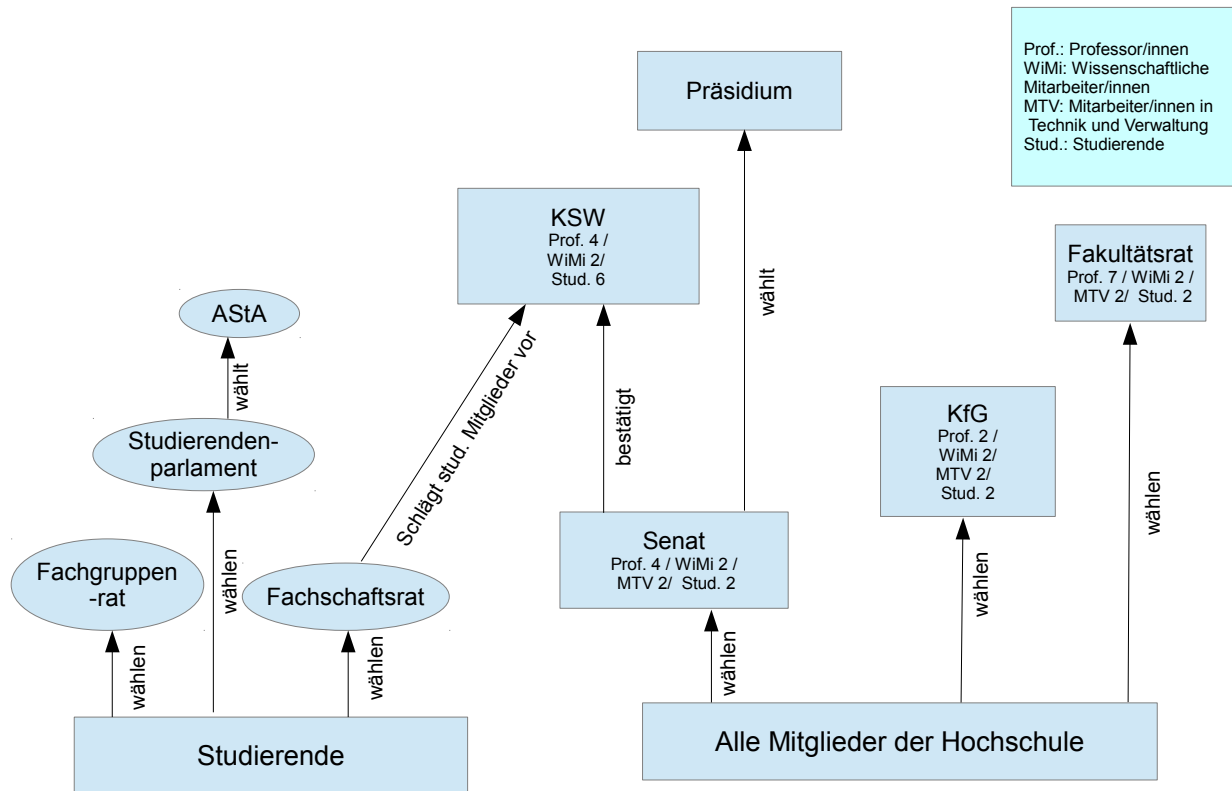 Prof.: Professor/innen
WiMi: Wissenschaftliche
Mitarbeiter/innen
MTV: Mitarbeiter/innen in
Technik und Verwaltung
Stud.: Studierende
Präsidium
KSW
Prof. 4 /
WiMi 2/
Stud. 6
wählt
Fakultätsrat
Prof. 7 / WiMi 2 /
MTV 2/ Stud. 2
AStA
wählt
Schlägt stud. Mitglieder vor
bestätigt
Studierenden-
parlament
KfG
Prof. 2 /
WiMi 2/
MTV 2/
Stud. 2
wählen
Senat
Prof. 4 / WiMi 2 /
MTV 2/ Stud. 2
Fachgruppen
-rat
wählen
Fachschaftsrat
wählen
wählen
wählen
wählen
wählen
Studierende
Alle Mitglieder der Hochschule